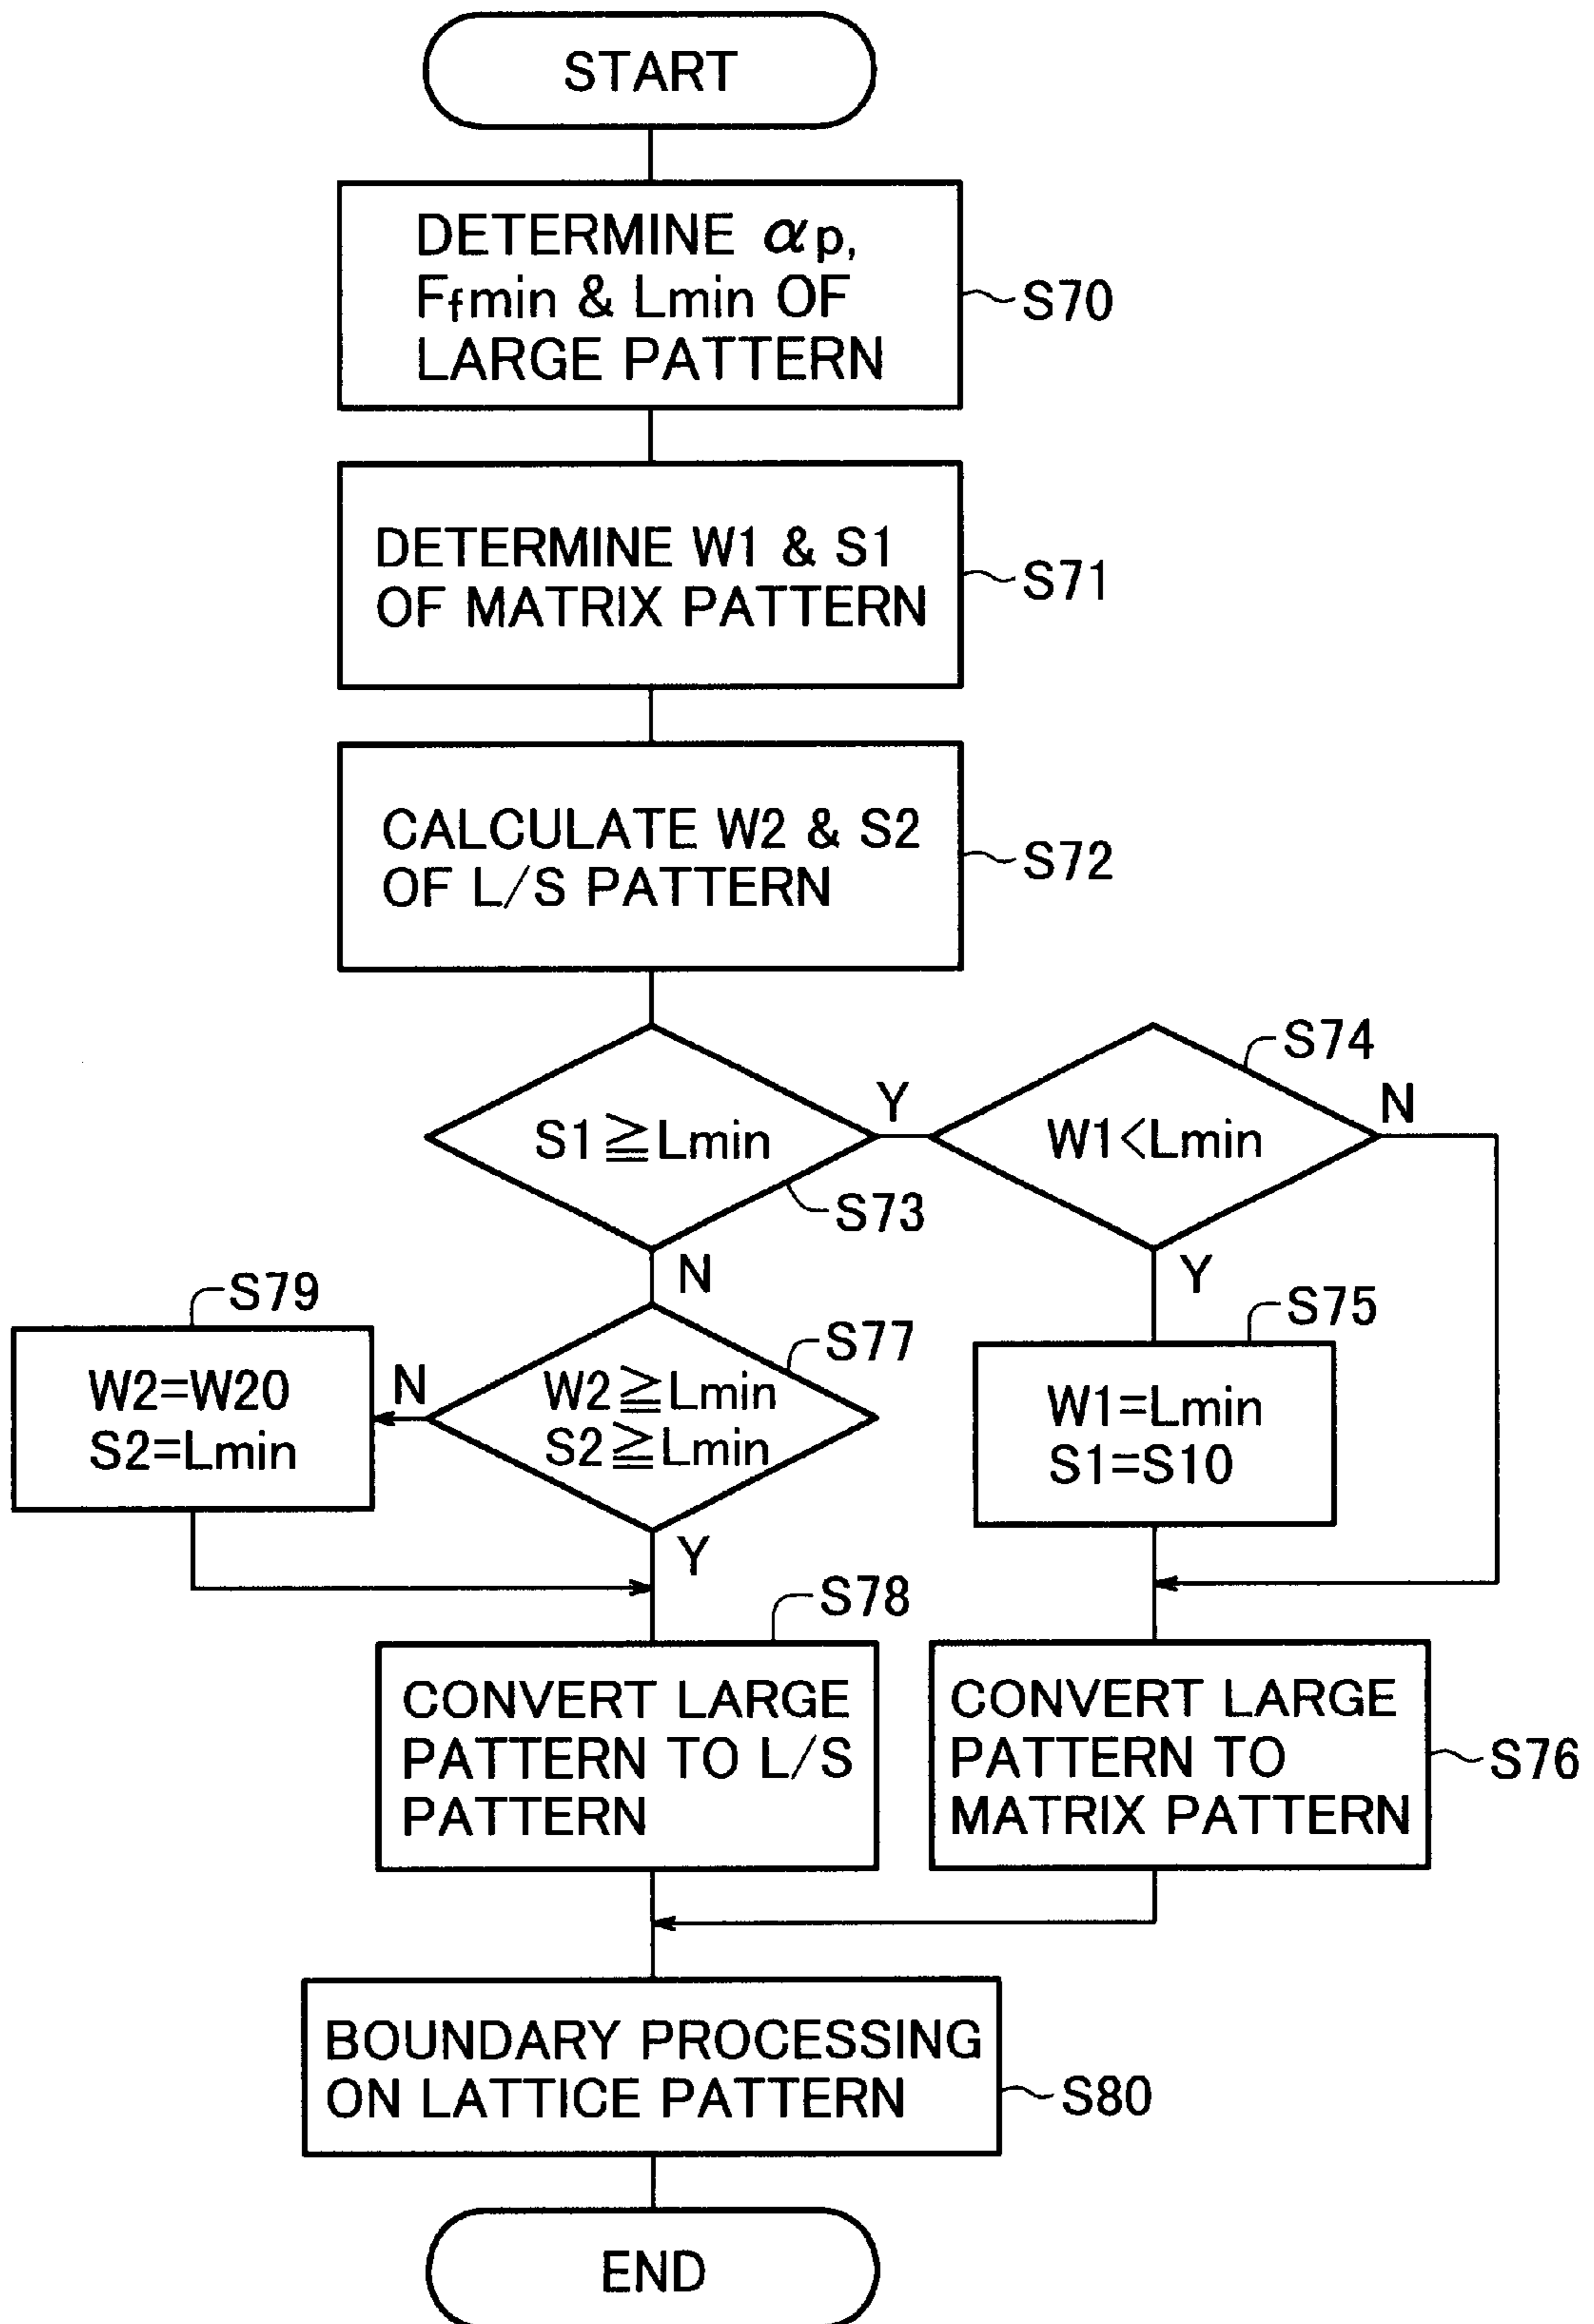 START
DETERMINE αp,
Ffmin & Lmin OF
LARGE PATTERN
S70
DETERMINE W1 & S1
OF MATRIX PATTERN
S71
CALCULATE W2 & S2
OF L/S PATTERN
S72
S1≧Lmin
S73
Y
N
W1<Lmin
S74
N
Y
W1=Lmin
S1=S10
S75
W2≧Lmin
S2≧Lmin
S77
N
Y
W2=W20
S2=Lmin
S79
CONVERT LARGE
PATTERN TO L/S
PATTERN
S78
CONVERT LARGE
PATTERN TO
MATRIX PATTERN
S76
BOUNDARY PROCESSING
ON LATTICE PATTERN
S80
END